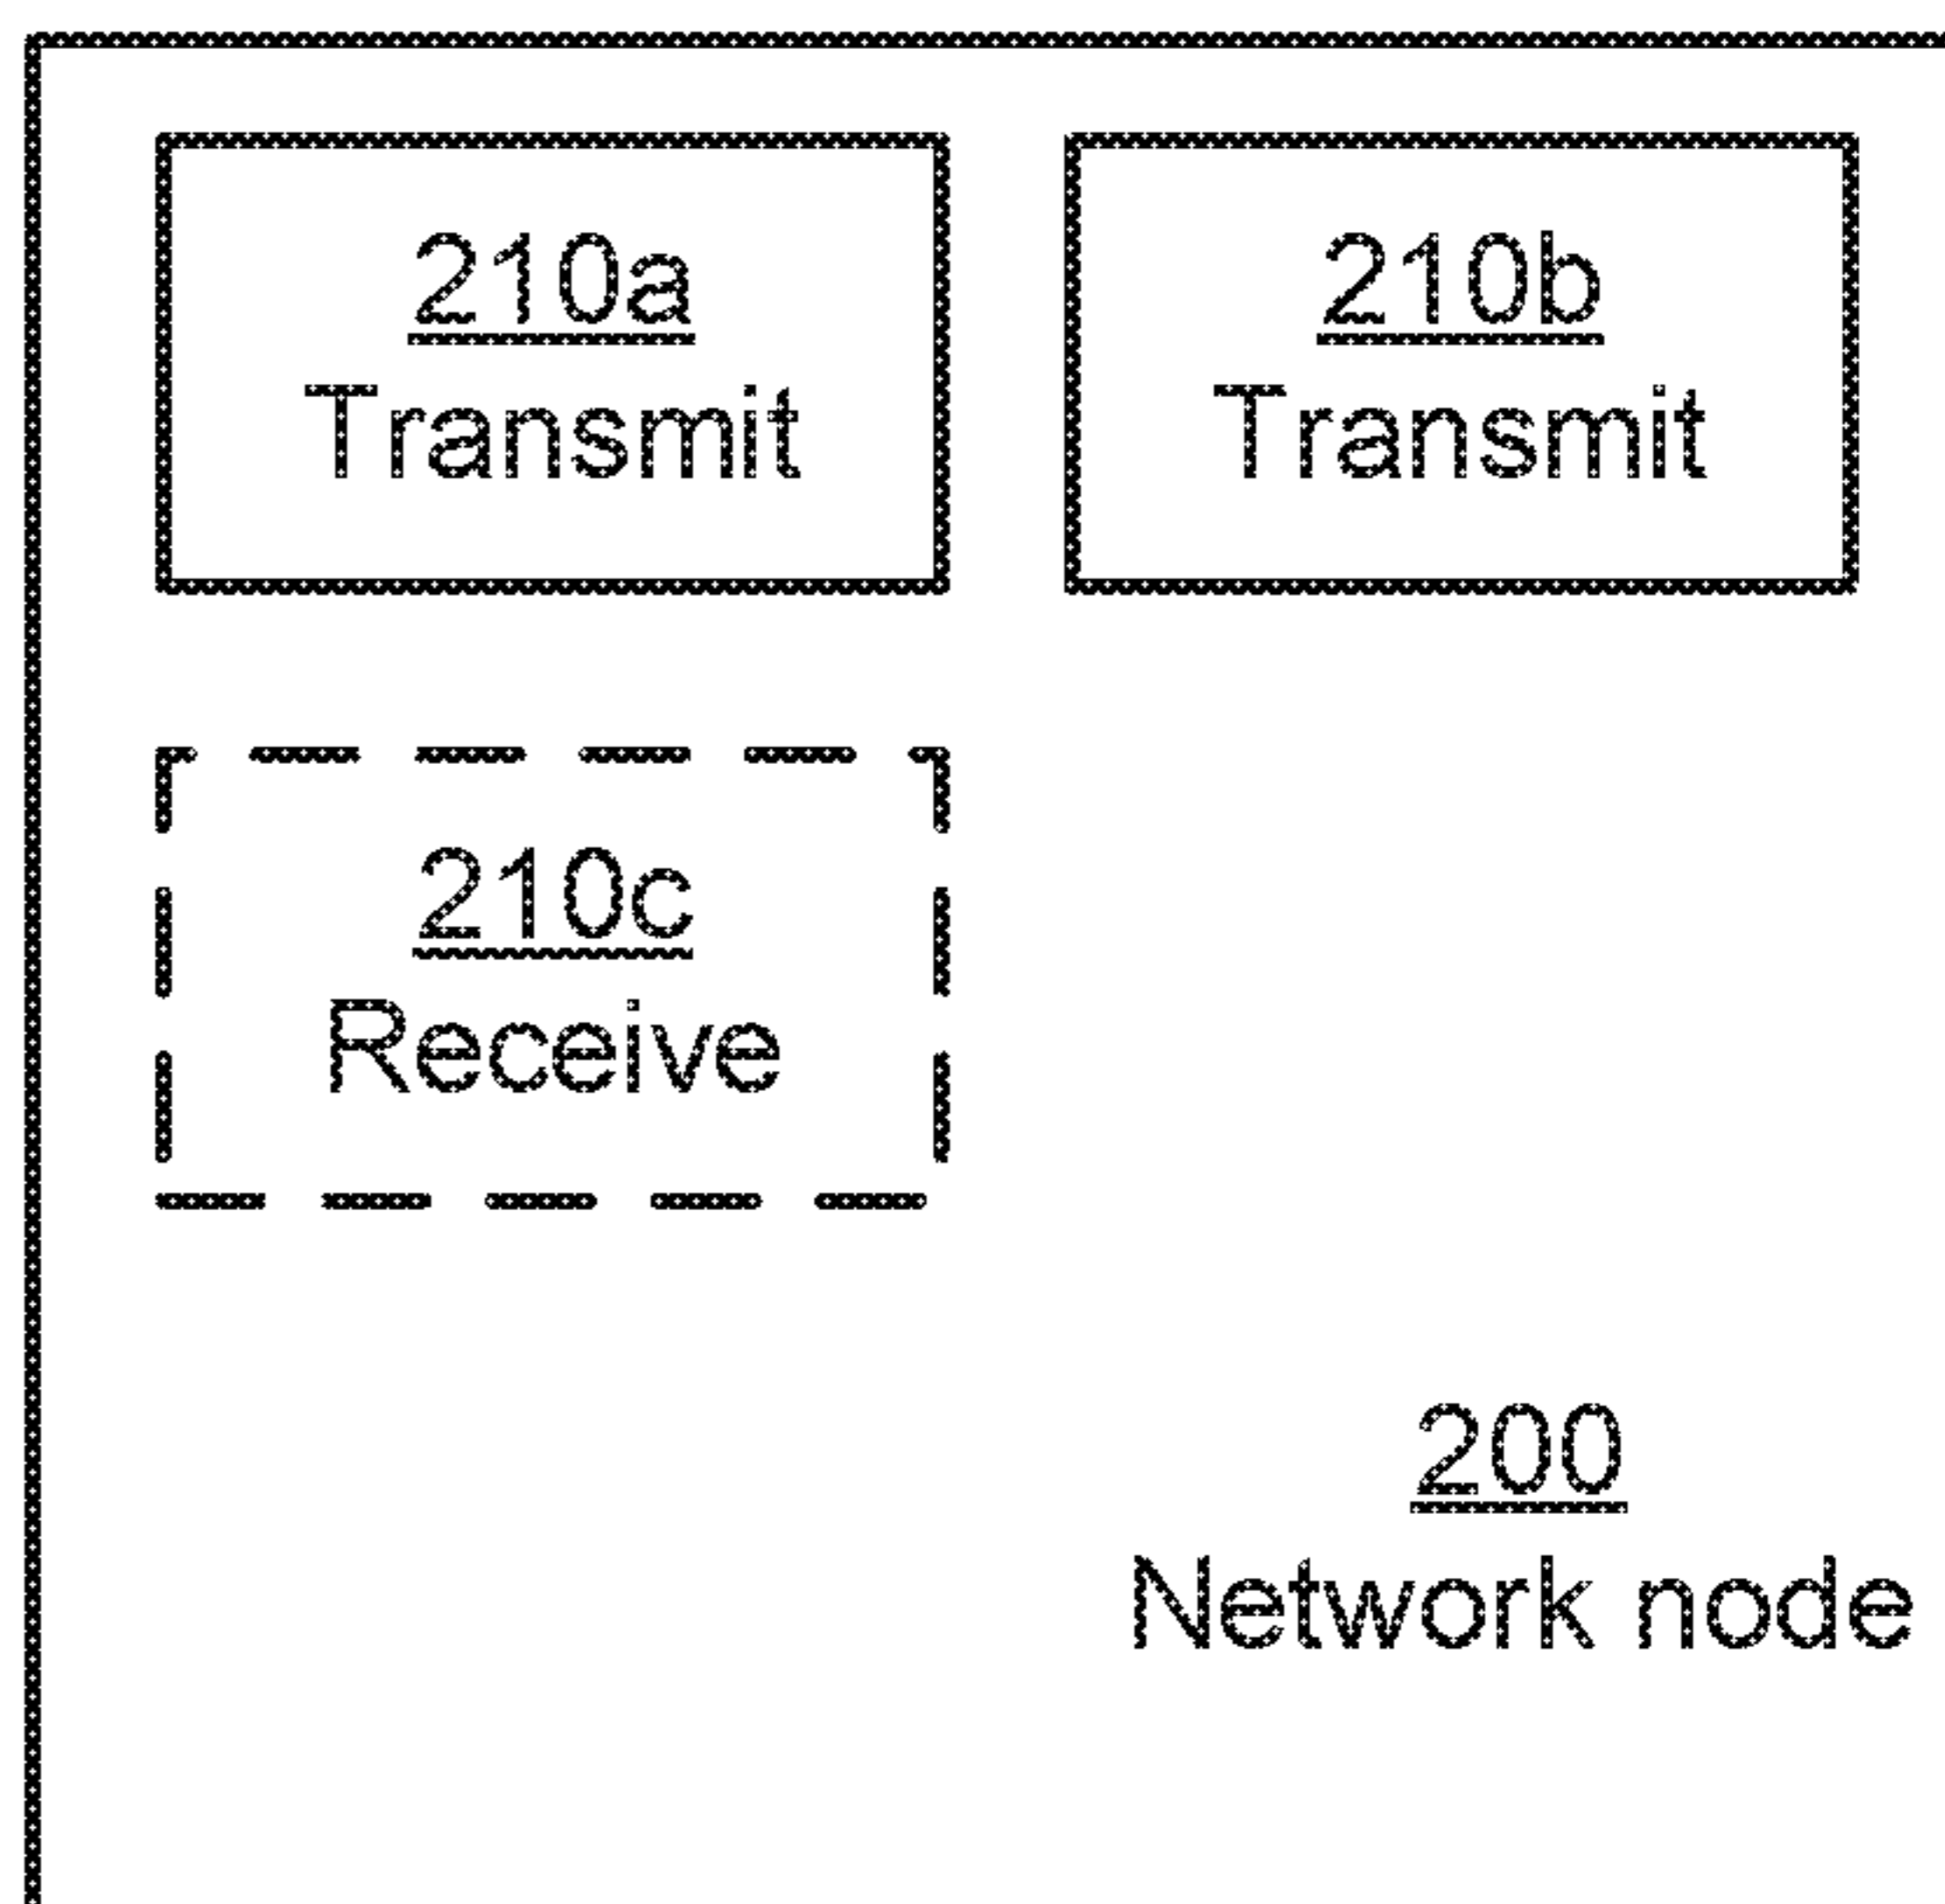 210a
Transmit
210b
Transmit
210c
Receive
200
Network node